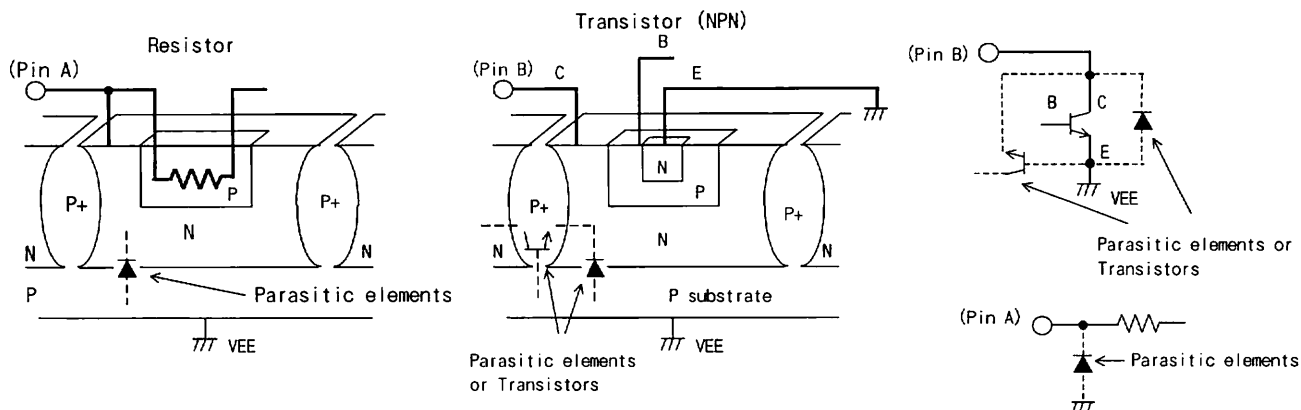 Resistor
(Pin A)
P+
N
P
P+
N
N
P
Parasitic elements
VEE
Transistor (NPN)
B
(Pin B)
C
E
N
P
P+
P+
N
N
N
P substrate
VEE
Parasitic elements
or Transistors
(Pin B)
B
C
E
VEE
Parasitic elements or
Transistors
(Pin A)
Parasitic elements